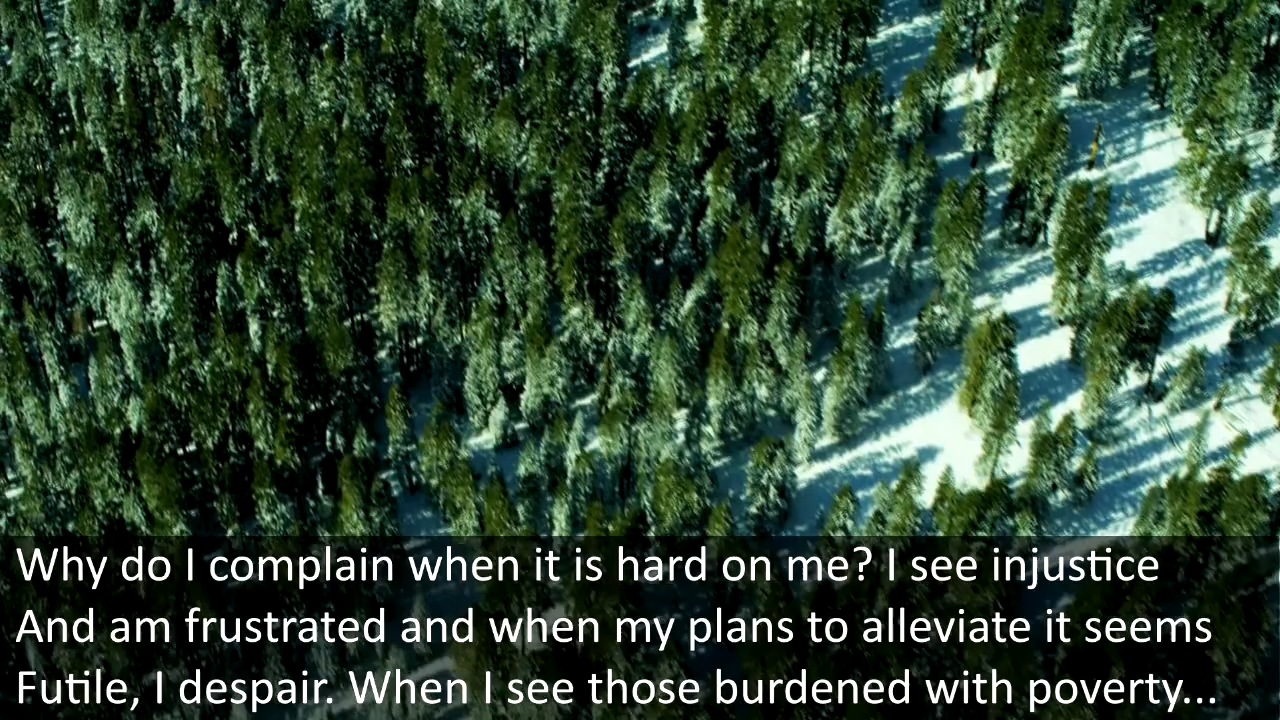 Why do I complain when it is hard on me? I see injustice
And am frustrated and when my plans to alleviate it seems
Futile, I despair. When I see those burdened with poverty...